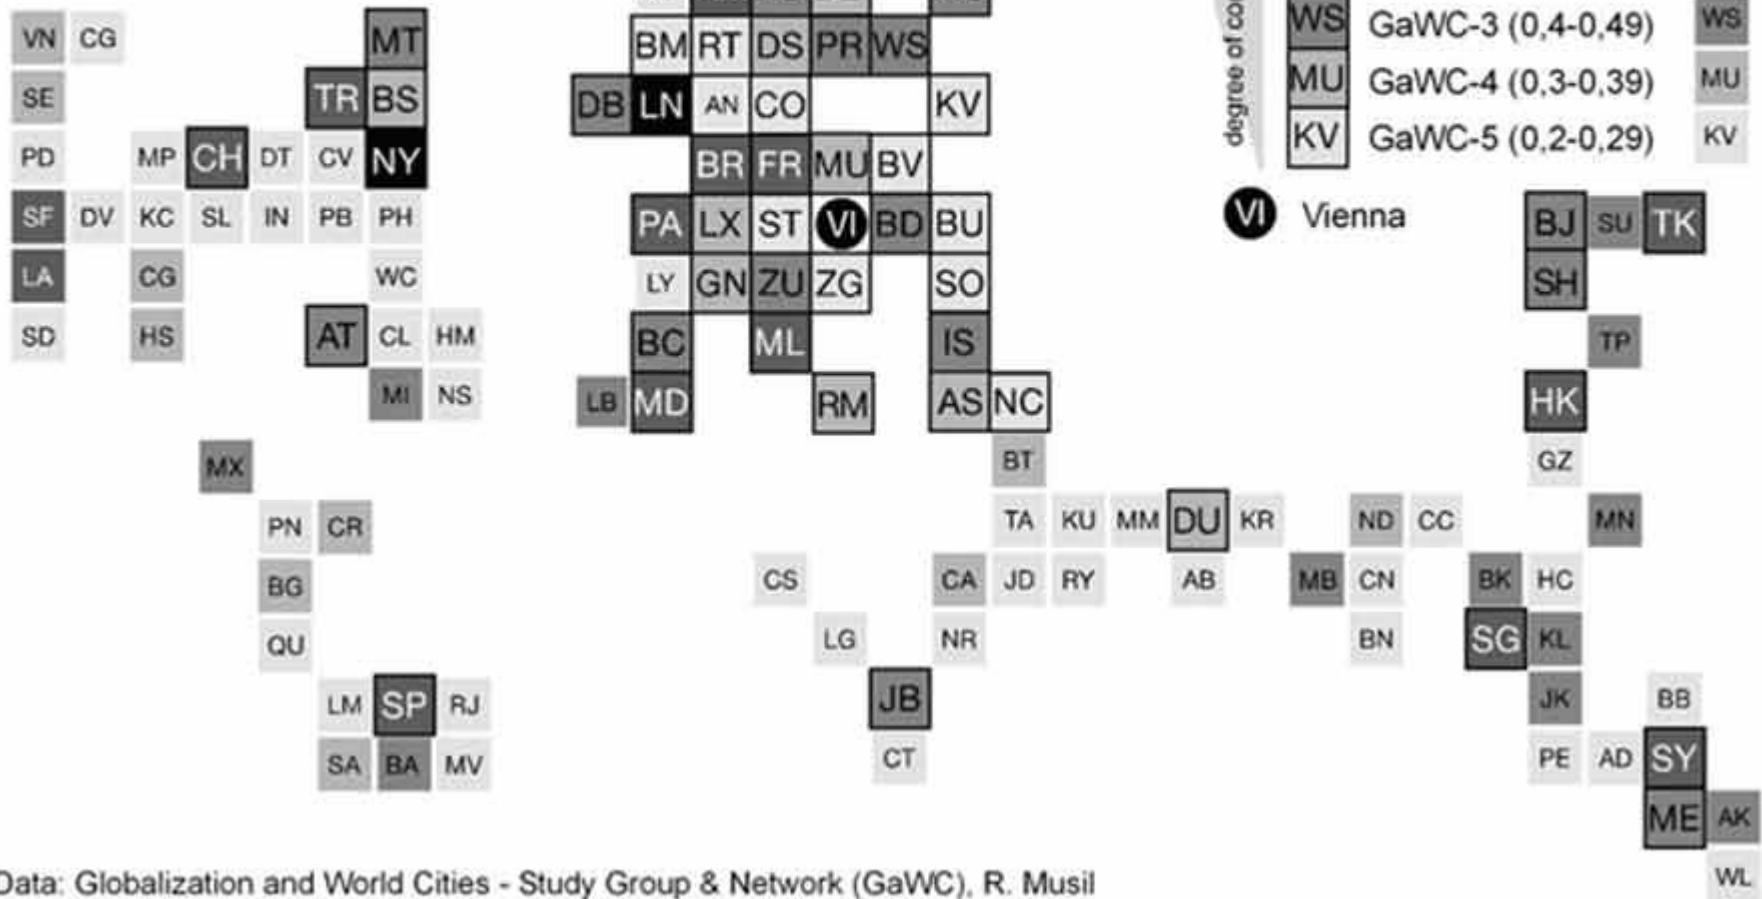 VN CG MT BM RT DS PR WS degree of co WS GaWC-3 (0,4-0,49) WS
SE TR BS DB LN AN CO KV MU GaWC-4 (0,3-0,39) MU
PD MP CH DT CV NY BR FR MU BV KV GaWC-5 (0,2-0,29) KV
SF DV KC SL IN PB PH PA LX ST VI BD BU VI Vienna BJ SU TK
LA CG WC LY GN ZU ZG SO SH
SD HS AT CL HM BC ML IS TP
MI NS LB MD RM AS NC HK
MX BT GZ
PN CR TA KU MM DU KR ND CC MN
BG CS CA JD RY AB MB CN BK HC
QU LG NR BN SG KL
LM SP RJ JB JK BB
SA BA MV CT PE AD SY
ME AK
Data: Globalization and World Cities - Study Group & Network (GaWC), R. Musil
WL